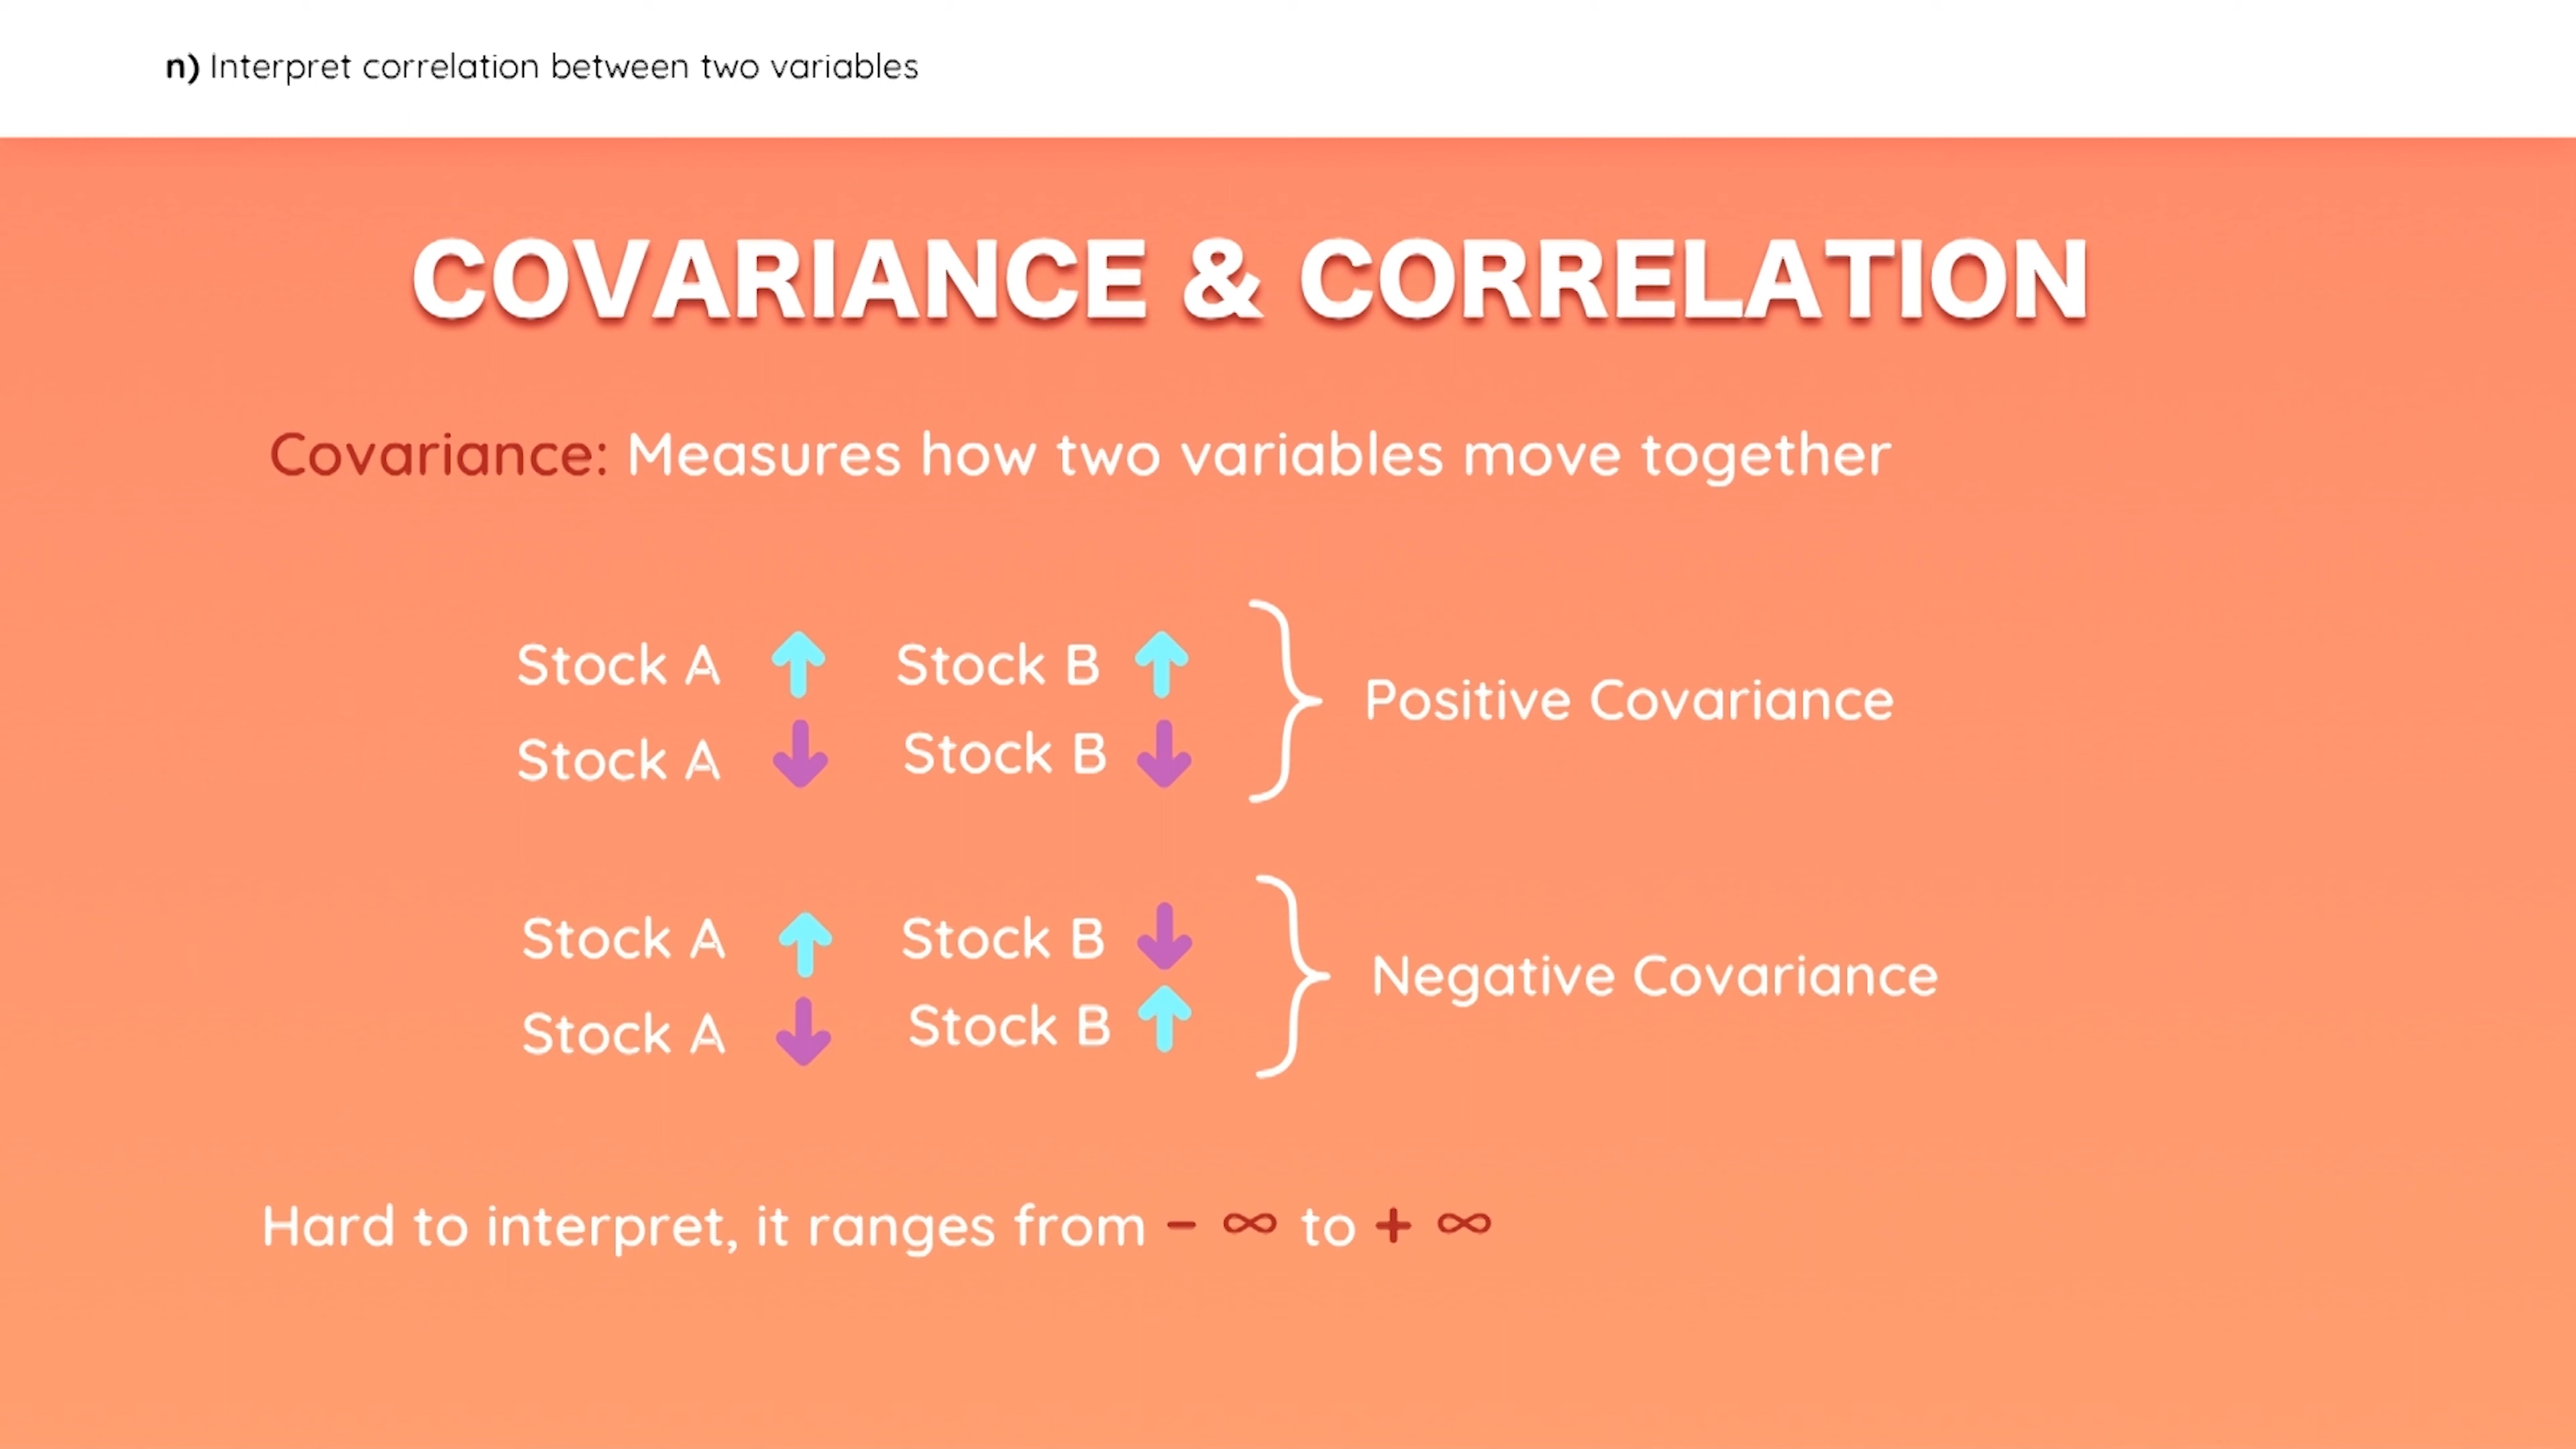 n) Interpret correlation between two variables
COVARIANCE & CORRELATION
Covariance: Measures how two variables move together
Stock A ↑ Stock B ↑
Stock A ↓ Stock B ↓
Positive Covariance
Stock A ↑ Stock B ↓
Stock A ↓ Stock B ↑
Negative Covariance
Hard to interpret, it ranges from - ∞ to + ∞